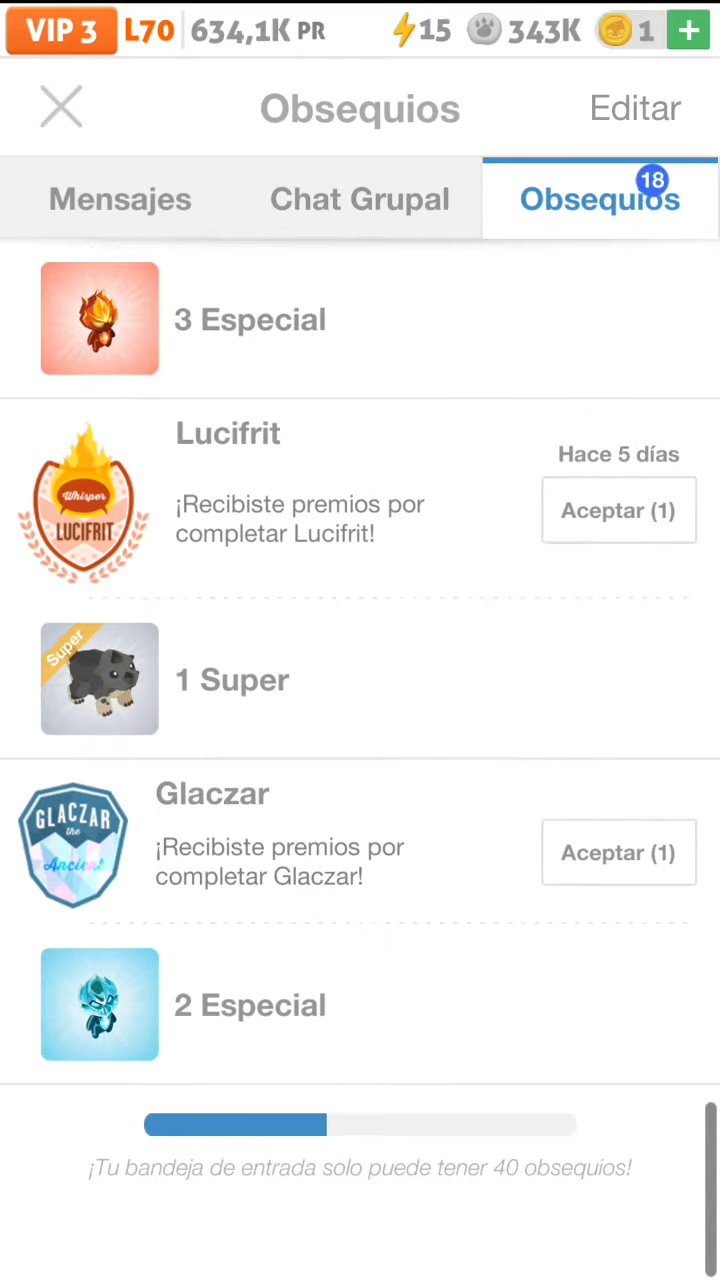 VIP 3 L70 634,1K PR 15 343K 1 +
Obsequios Editar
Mensajes Chat Grupal Obsequios 18
3 Especial
Lucifrit
Hace 5 días
Whisper
LUCIFRIT
¡Recibiste premios por
completar Lucifrit!
Aceptar (1)
Super
1 Super
Glaczar
GLACZAR
the
Ancient
¡Recibiste premios por
completar Glaczar!
Aceptar (1)
2 Especial
¡Tu bandeja de entrada solo puede tener 40 obsequios!